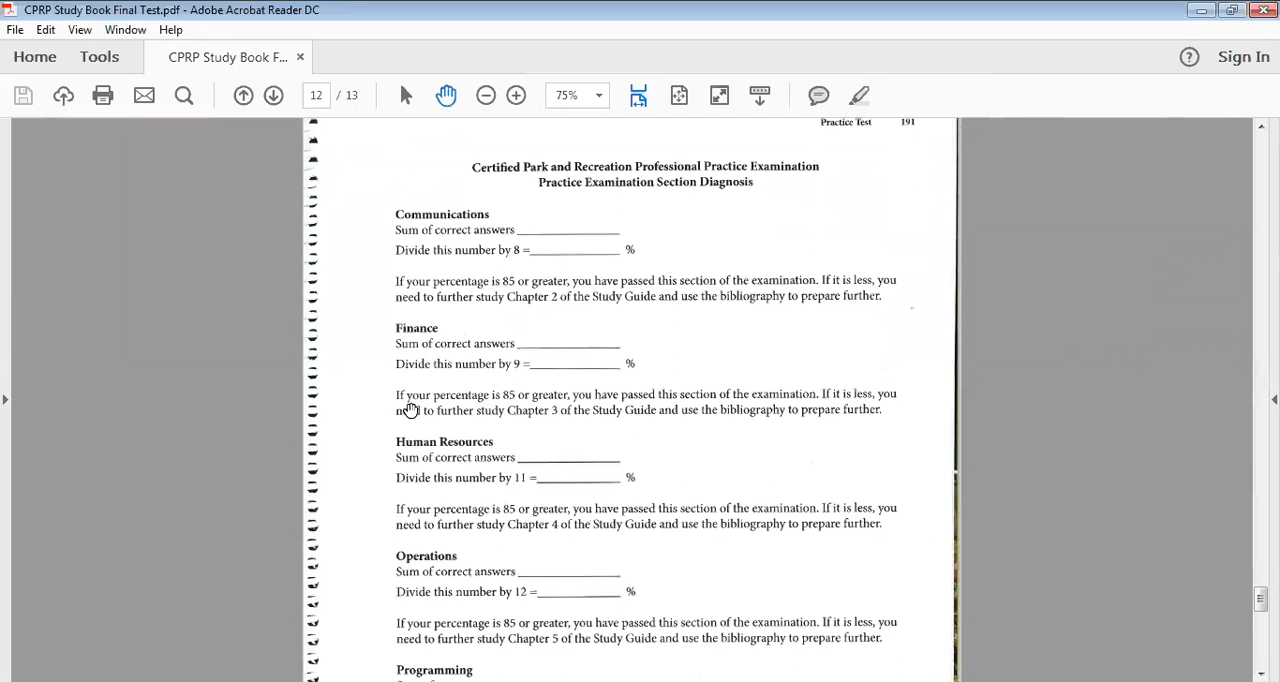 CPRP Study Book Final Test.pdf - Adobe Acrobat Reader DC
File Edit View Window Help
Home Tools CPRP Study Book F... × Sign In
12 / 13 75%
Practice Test 191
Certified Park and Recreation Professional Practice Examination
Practice Examination Section Diagnosis
Communications
Sum of correct answers
Divide this number by 8 = %
If your percentage is 85 or greater, you have passed this section of the examination. If it is less, you
need to further study Chapter 2 of the Study Guide and use the bibliography to prepare further.
Finance
Sum of correct answers
Divide this number by 9 = %
If your percentage is 85 or greater, you have passed this section of the examination. If it is less, you
need to further study Chapter 3 of the Study Guide and use the bibliography to prepare further.
Human Resources
Sum of correct answers
Divide this number by 11 = %
If your percentage is 85 or greater, you have passed this section of the examination. If it is less, you
need to further study Chapter 4 of the Study Guide and use the bibliography to prepare further.
Operations
Sum of correct answers
Divide this number by 12 = %
If your percentage is 85 or greater, you have passed this section of the examination. If it is less, you
need to further study Chapter 5 of the Study Guide and use the bibliography to prepare further.
Programming